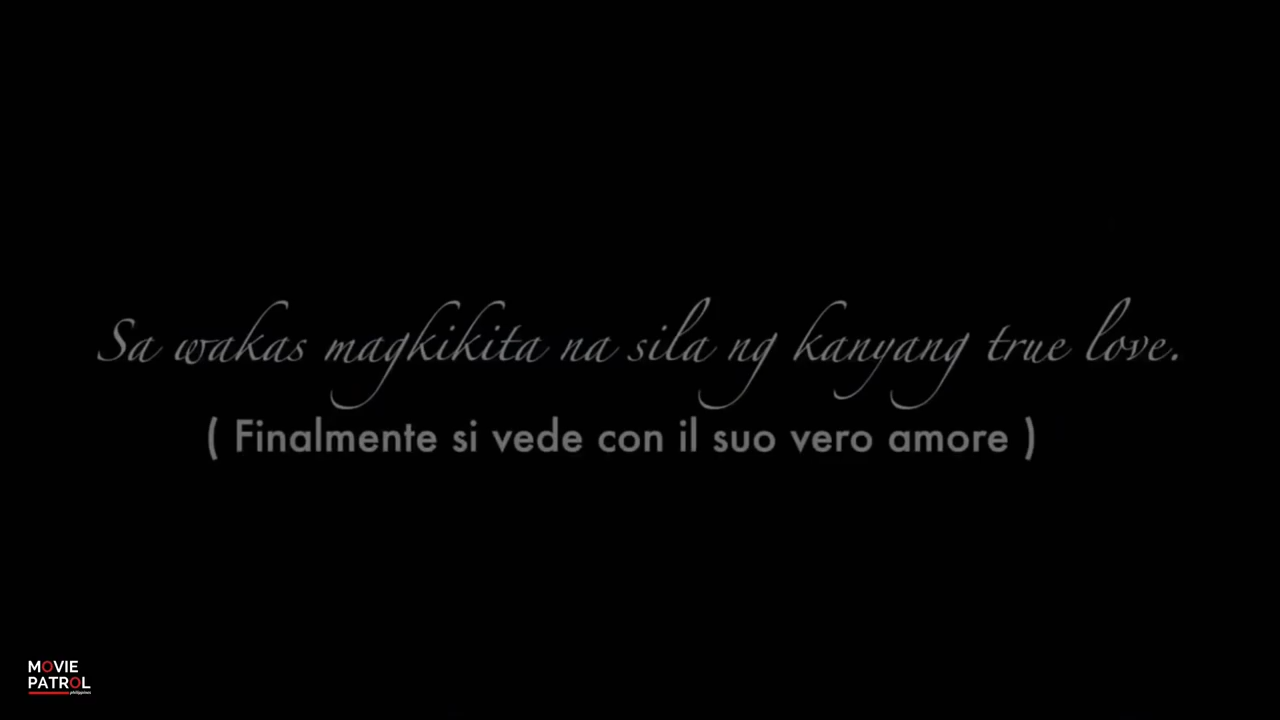 Sa wakas magkikita na sila ng kanyang true love.
( Finalmente si vede con il suo vero amore )
MOVIE
PATROL
philippines